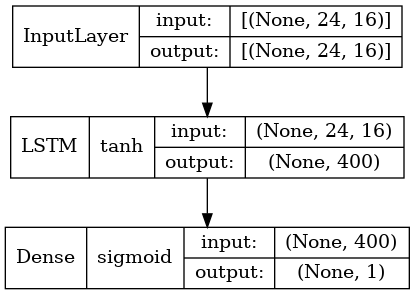 InputLayer
input:
[(None, 24, 16)]
output:
[(None, 24, 16)]
LSTM
tanh
input:
(None, 24, 16)
output:
(None, 400)
Dense
sigmoid
input:
(None, 400)
output:
(None, 1)